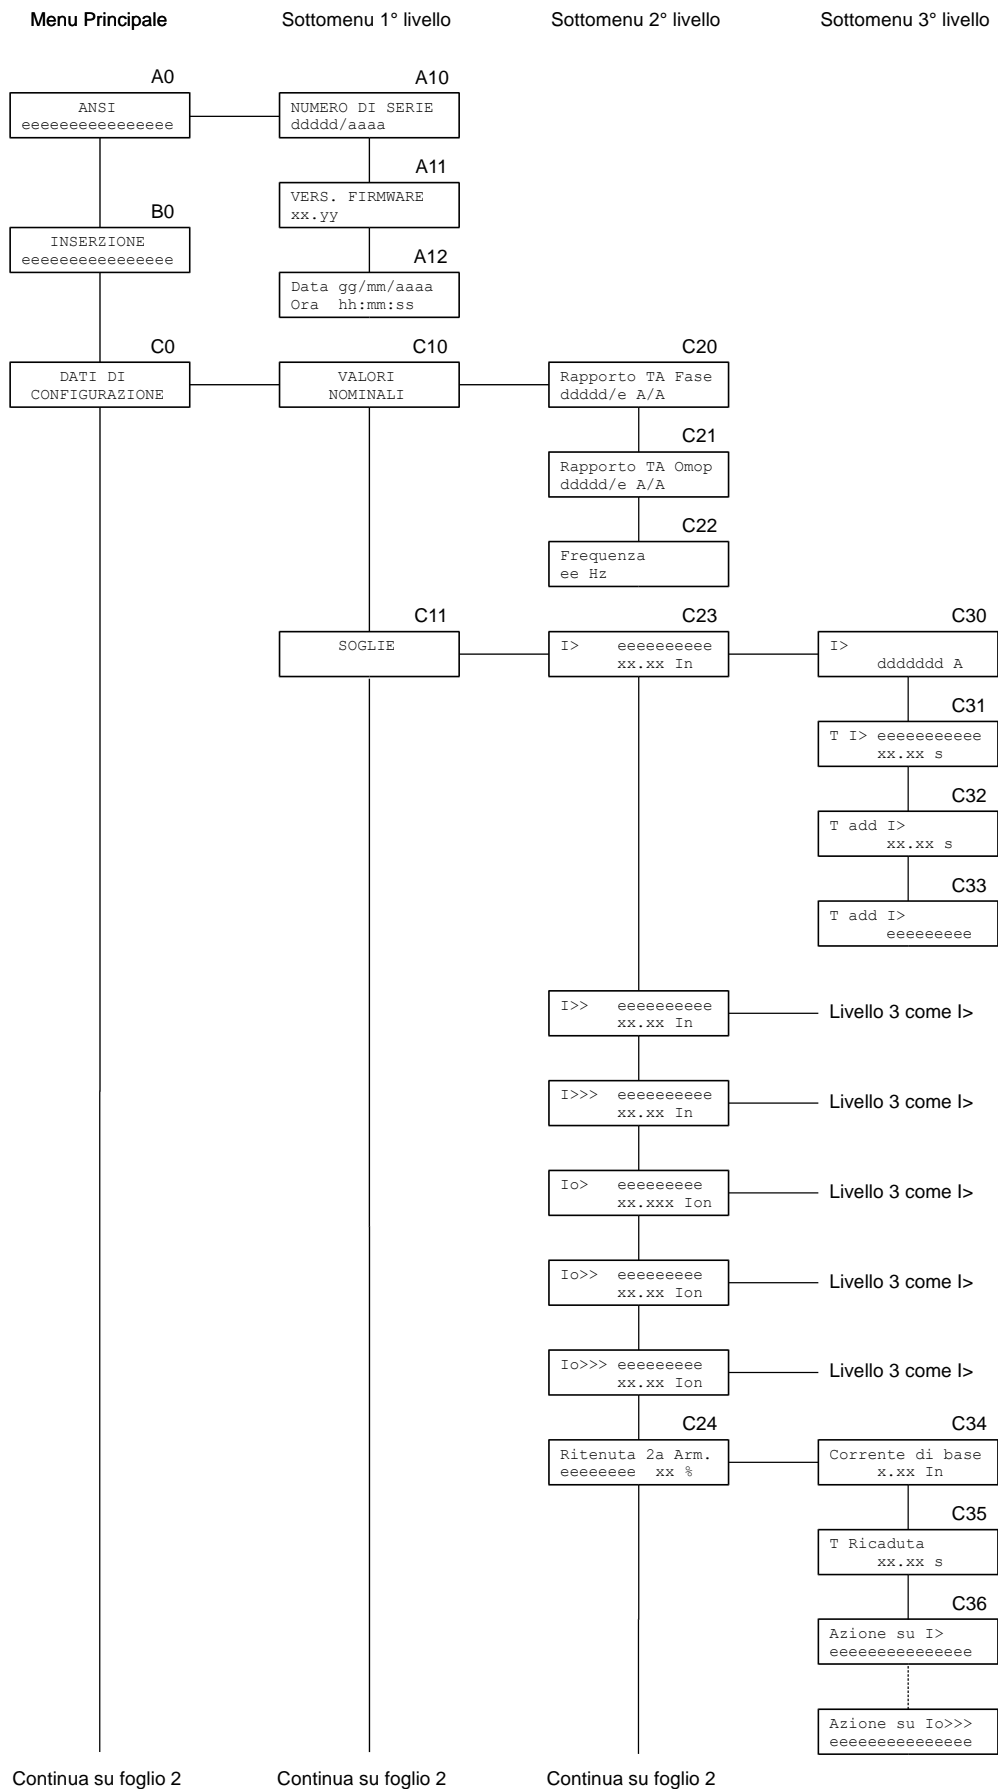 Menu Principale
Sottomenu 1° livello
Sottomenu 2° livello
Sottomenu 3° livello
A0
ANSI
eeeeeeeeeeeeeeee
A10
NUMERO DI SERIE
ddddd/aaaa
A11
VERS. FIRMWARE
xx.yy
B0
INSERZIONE
eeeeeeeeeeeeeeee
A12
Data gg/mm/aaaa
Ora hh:mm:ss
C0
DATI DI
CONFIGURAZIONE
C10
VALORI
NOMINALI
C20
Rapporto TA Fase
ddddd/e A/A
C21
Rapporto TA Omop
ddddd/e A/A
C22
Frequenza
ee Hz
C11
SOGLIE
C23
I> eeeeeeeeee
xx.xx In
C30
I>
ddddddd A
C31
T I> eeeeeeeeeee
xx.xx s
C32
T add I>
xx.xx s
C33
T add I>
eeeeeeeee
I>> eeeeeeeeee
xx.xx In
Livello 3 come I>
I>>> eeeeeeeeee
xx.xx In
Livello 3 come I>
Io> eeeeeeeee
xx.xxx Ion
Livello 3 come I>
Io>> eeeeeeeee
xx.xx Ion
Livello 3 come I>
Io>>> eeeeeeeee
xx.xx Ion
Livello 3 come I>
C24
Ritenuta 2a Arm.
eeeeeeee xx %
C34
Corrente di base
x.xx In
C35
T Ricaduta
xx.xx s
C36
Azione su I>
eeeeeeeeeeeeeee
Azione su Io>>>
eeeeeeeeeeeeeee
Continua su foglio 2
Continua su foglio 2
Continua su foglio 2